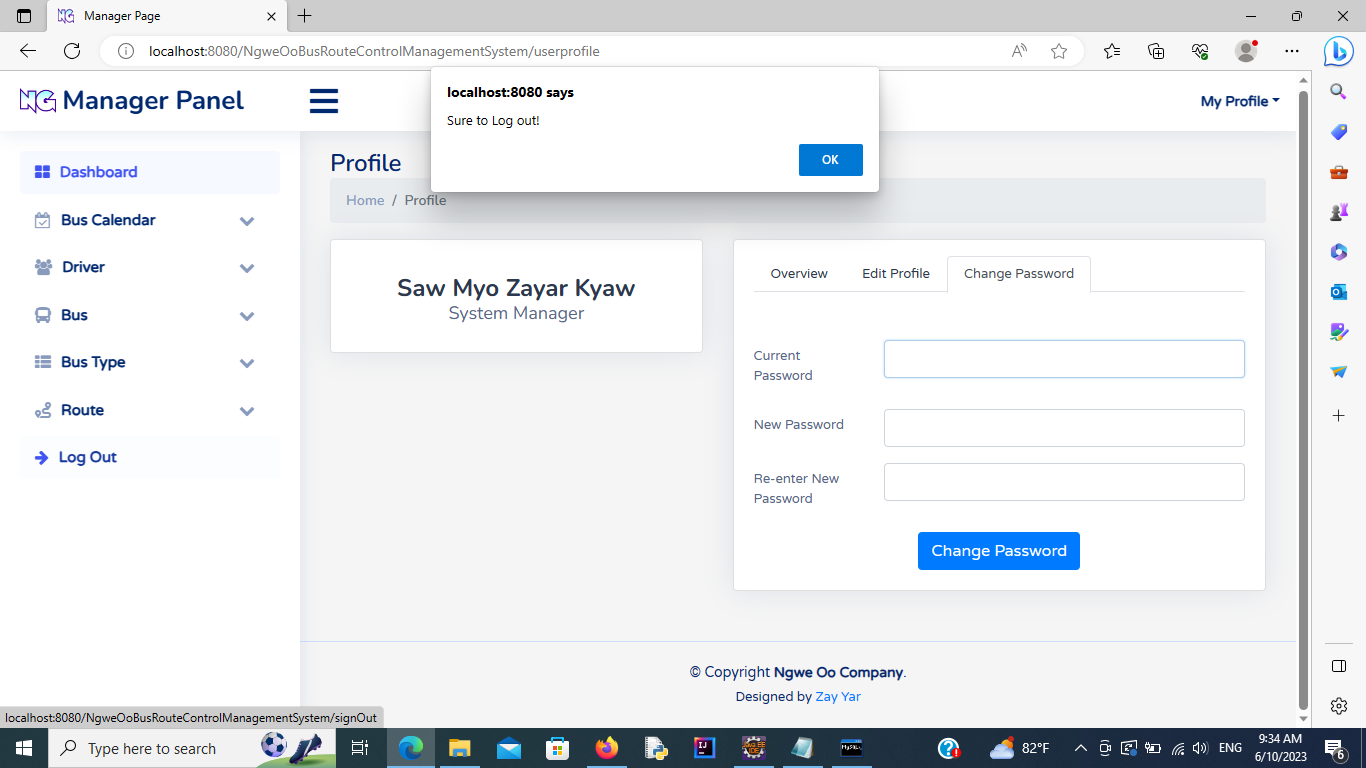 Manager Page
localhost:8080/NgweOoBusRouteControlManagementSystem/userprofile
NG Manager Panel
My Profile
localhost:8080 says
Sure to Log out!
OK
Dashboard
Bus Calendar
Driver
Bus
Bus Type
Route
Log Out
Profile
Home / Profile
Saw Myo Zayar Kyaw
System Manager
Overview Edit Profile Change Password
Current
Password
New Password
Re-enter New
Password
Change Password
© Copyright Ngwe Oo Company.
Designed by Zay Yar
localhost:8080/NgweOoBusRouteControlManagementSystem/signOut
Type here to search
82°F
ENG
9:34 AM
6/10/2023
6